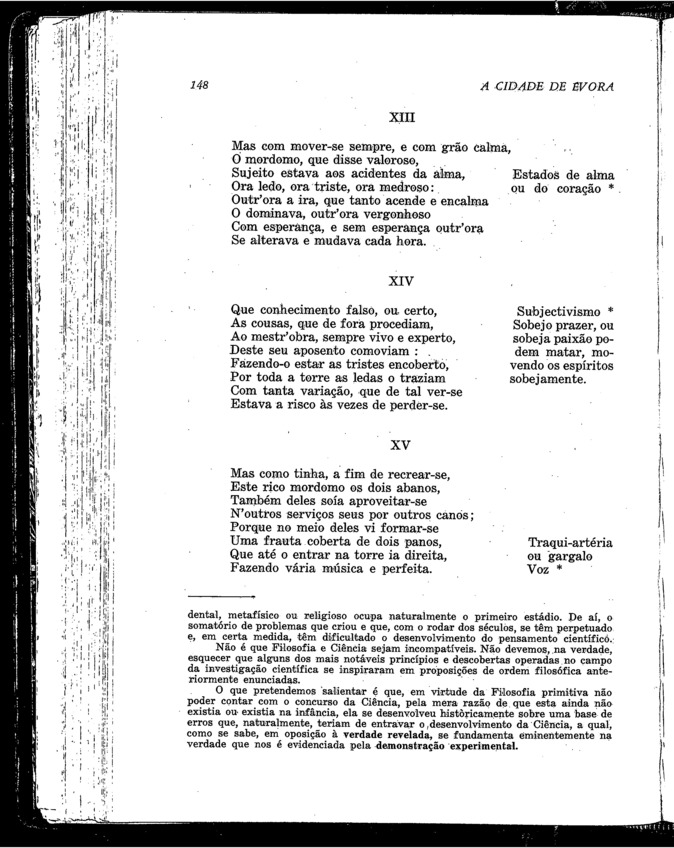 148
A CIDADE DE ÉVORA
XIII
Mas com mover-se sempre, e com grão calma,
O mordomo, que disse valoroso,
Sujeito estava aos acidentes da alma,
Ora ledo, ora triste, ora medroso:
Outr'ora a ira, que tanto acende e encalma
O dominava, outr'ora vergonhoso
Com esperança, e sem esperança outr'ora
Se alterava e mudava cada hora.
Estados de alma
ou do coração *
XIV
Que conhecimento falso, ou certo,
As cousas, que de fora procediam,
Ao mestr'obra, sempre vivo e experto,
Deste seu aposento comoviam :
Fazendo-o estar as tristes encoberto,
Por toda a torre as ledas o traziam
Com tanta variação, que de tal ver-se
Estava a risco às vezes de perder-se.
Subjectivismo *
Sobejo prazer, ou
sobeja paixão po-
dem matar, mo-
vendo os espíritos
sobejamente.
XV
Mas como tinha, a fim de recrear-se,
Este rico mordomo os dois abanos,
Também deles soía aproveitar-se
N'outros serviços seus por outros canos;
Porque no meio deles vi formar-se
Uma frauta coberta de dois panos,
Que até o entrar na torre ia direita,
Fazendo vária música e perfeita.
Traqui-artéria
ou gargalo
Voz *
dental, metafísico ou religioso ocupa naturalmente o primeiro estádio. De aí, o
somatório de problemas que criou e que, com o rodar dos séculos, se têm perpetuado
e, em certa medida, têm dificultado o desenvolvimento do pensamento científico.
Não é que Filosofia e Ciência sejam incompatíveis. Não devemos, na verdade,
esquecer que alguns dos mais notáveis princípios e descobertas operadas no campo
da investigação científica se inspiraram em proposições de ordem filosófica ante-
riormente enunciadas.
O que pretendemos salientar é que, em virtude da Filosofia primitiva não
poder contar com o concurso da Ciência, pela mera razão de que esta ainda não
existia ou existia na infância, ela se desenvolveu històricamente sobre uma base de
erros que, naturalmente, teriam de entravar o desenvolvimento da Ciência, a qual,
como se sabe, em oposição à verdade revelada, se fundamenta eminentemente na
verdade que nos é evidenciada pela demonstração experimental.